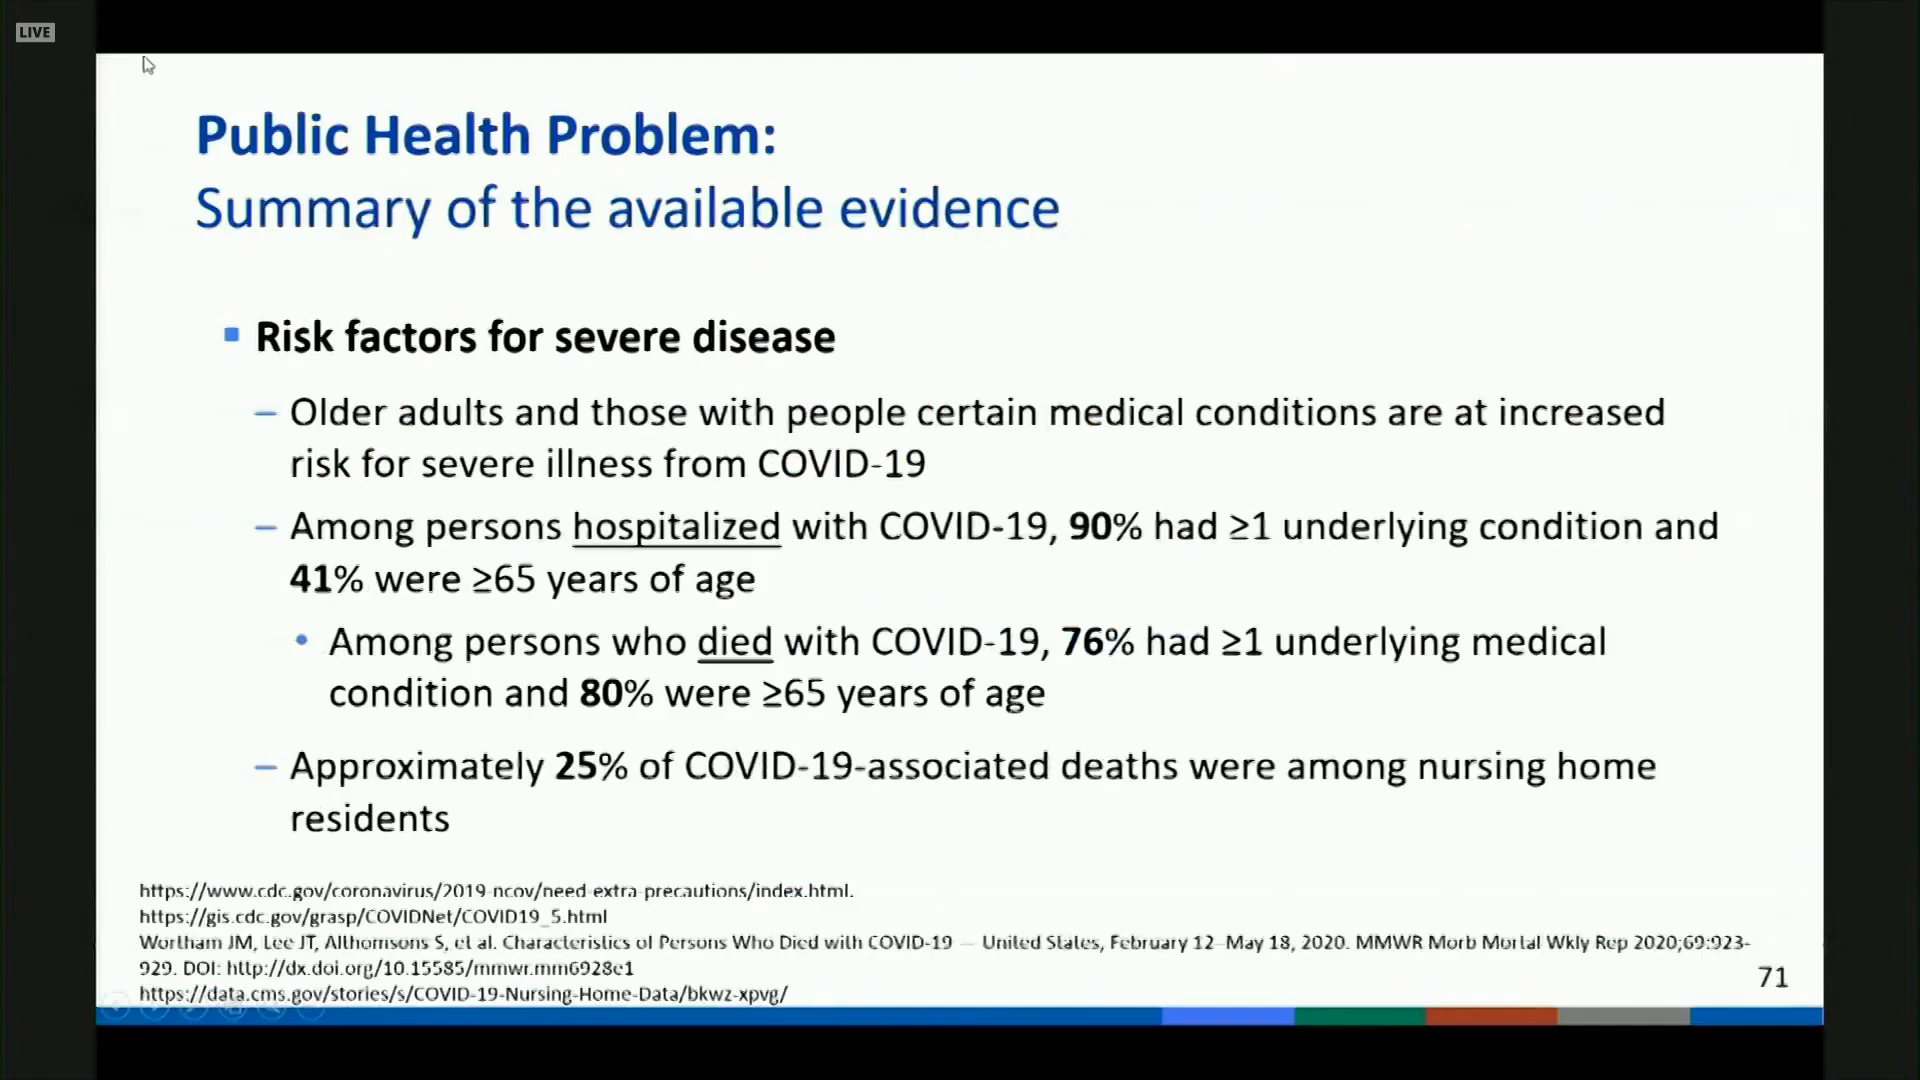 LIVE
Public Health Problem:
Summary of the available evidence
Risk factors for severe disease
– Older adults and those with people certain medical conditions are at increased
risk for severe illness from COVID-19
– Among persons hospitalized with COVID-19, 90% had ≥1 underlying condition and
41% were ≥65 years of age
• Among persons who died with COVID-19, 76% had ≥1 underlying medical
condition and 80% were ≥65 years of age
– Approximately 25% of COVID-19-associated deaths were among nursing home
residents
https://www.cdc.gov/coronavirus/2019-ncov/need-extra-precautions/index.html.
https://gis.cdc.gov/grasp/COVIDNet/COVID19_5.html
Wortham JM, Lee JT, Althomsons S, et al. Characteristics of Persons Who Died with COVID-19 — United States, February 12–May 18, 2020. MMWR Morb Mortal Wkly Rep 2020;69:923-
929. DOI: http://dx.doi.org/10.15585/mmwr.mm6928e1
https://data.cms.gov/stories/s/COVID-19-Nursing-Home-Data/bkwz-xpvg/
71